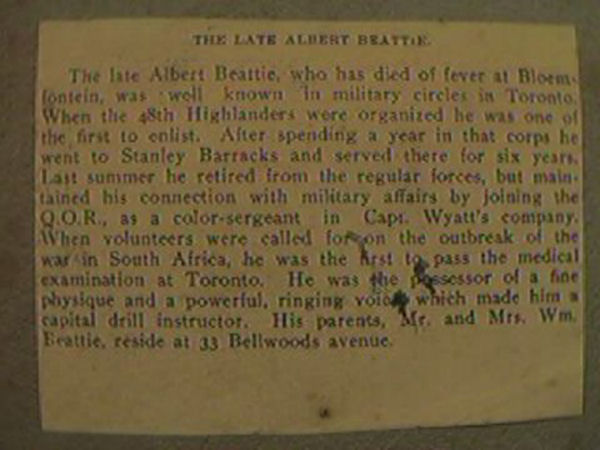 THE LATE ALBERT BEATTIE.
The late Albert Beattie, who has died of fever at Bloem-
fontein, was well known in military circles in Toronto.
When the 48th Highlanders were organized he was one of
the first to enlist. After spending a year in that corps he
went to Stanley Barracks and served there for six years.
Last summer he retired from the regular forces, but main-
tained his connection with military affairs by joining the
Q.O.R., as a color-sergeant in Capt. Wyatt's company.
When volunteers were called for on the outbreak of the
war in South Africa, he was the first to pass the medical
examination at Toronto. He was the possessor of a fine
physique and a powerful, ringing voice which made him a
capital drill instructor. His parents, Mr. and Mrs. Wm.
Beattie, reside at 33 Bellwoods avenue.